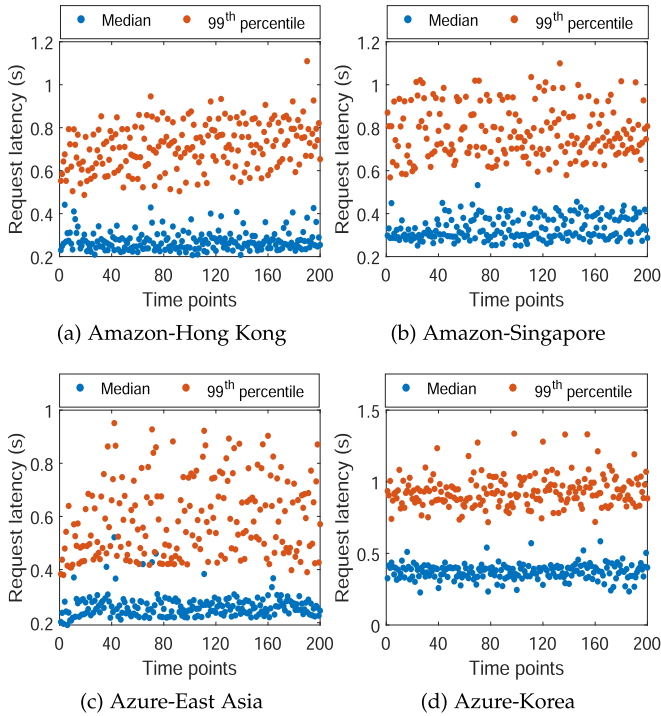 Median 99th percentile
1.2
1
0.8
0.6
0.4
0.2
0 40 80 120 160 200
Request latency (s)
Time points
(a) Amazon-Hong Kong
Median 99th percentile
1.2
1
0.8
0.6
0.4
0.2
0 40 80 120 160 200
Request latency (s)
Time points
(b) Amazon-Singapore
Median 99th percentile
1
0.8
0.6
0.4
0.2
0 40 80 120 160 200
Request latency (s)
Time points
(c) Azure-East Asia
Median 99th percentile
1.5
1
0.5
0
0 40 80 120 160 200
Request latency (s)
Time points
(d) Azure-Korea